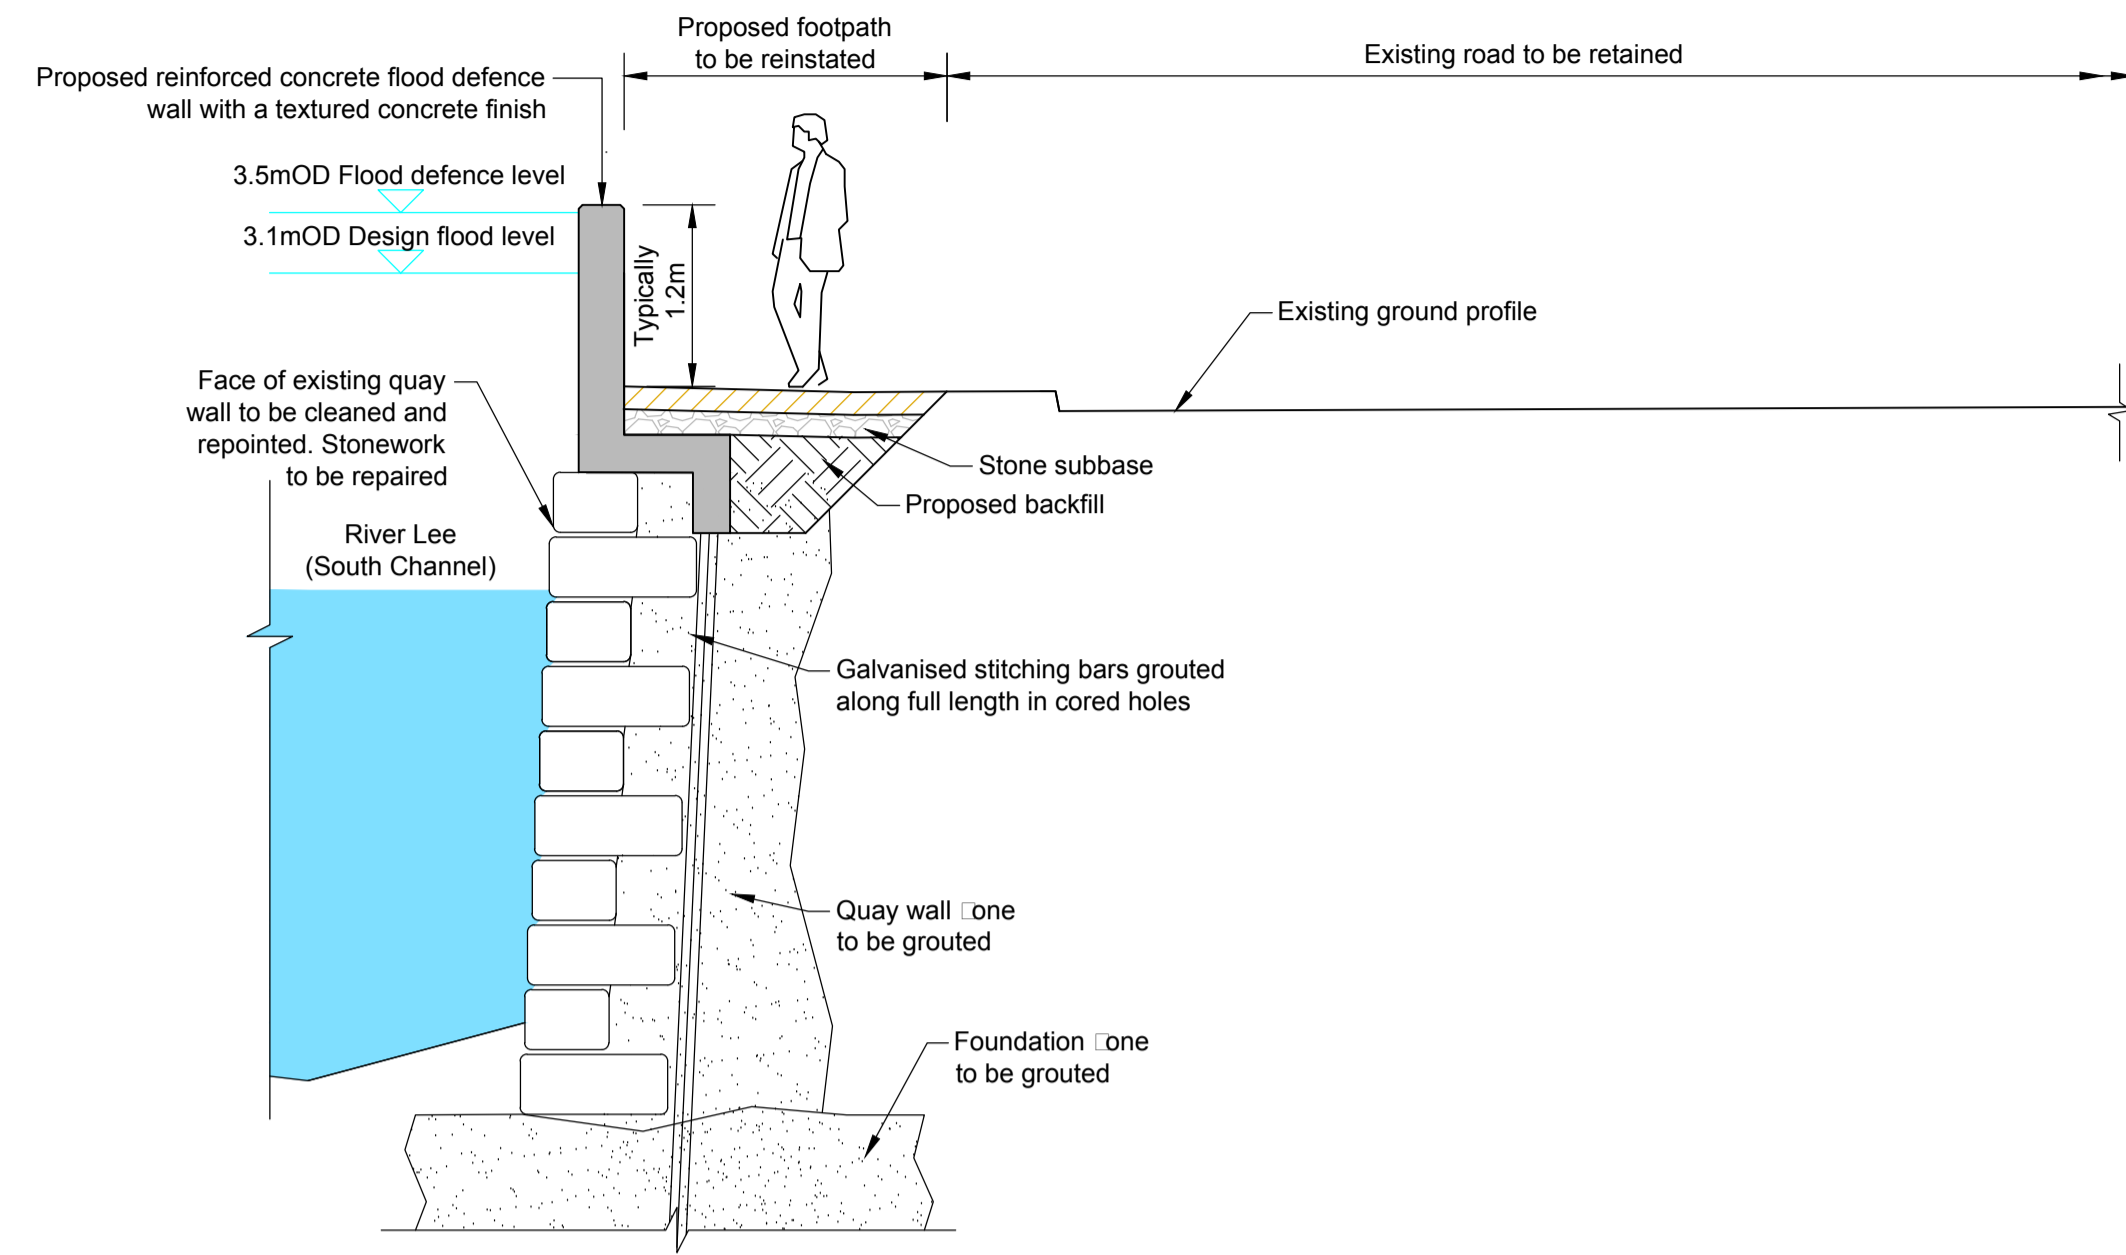 Proposed footpath
to be reinstated
Existing road to be retained
Proposed reinforced concrete flood defence
wall with a textured concrete finish
3.5mOD Flood defence level
3.1mOD Design flood level
Typically
1.2m
Existing ground profile
Face of existing quay
wall to be cleaned and
repointed. Stonework
to be repaired
Stone subbase
Proposed backfill
River Lee
(South Channel)
Galvanised stitching bars grouted
along full length in cored holes
Quay wall □one
to be grouted
Foundation □one
to be grouted